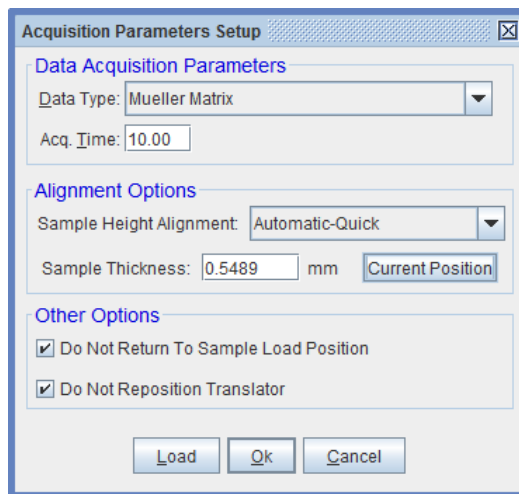 Acquisition Parameters Setup
Data Acquisition Parameters
Data Type: Mueller Matrix
Acq. Time: 10.00
Alignment Options
Sample Height Alignment: Automatic-Quick
Sample Thickness: 0.5489 mm Current Position
Other Options
Do Not Return To Sample Load Position
Do Not Reposition Translator
Load Ok Cancel